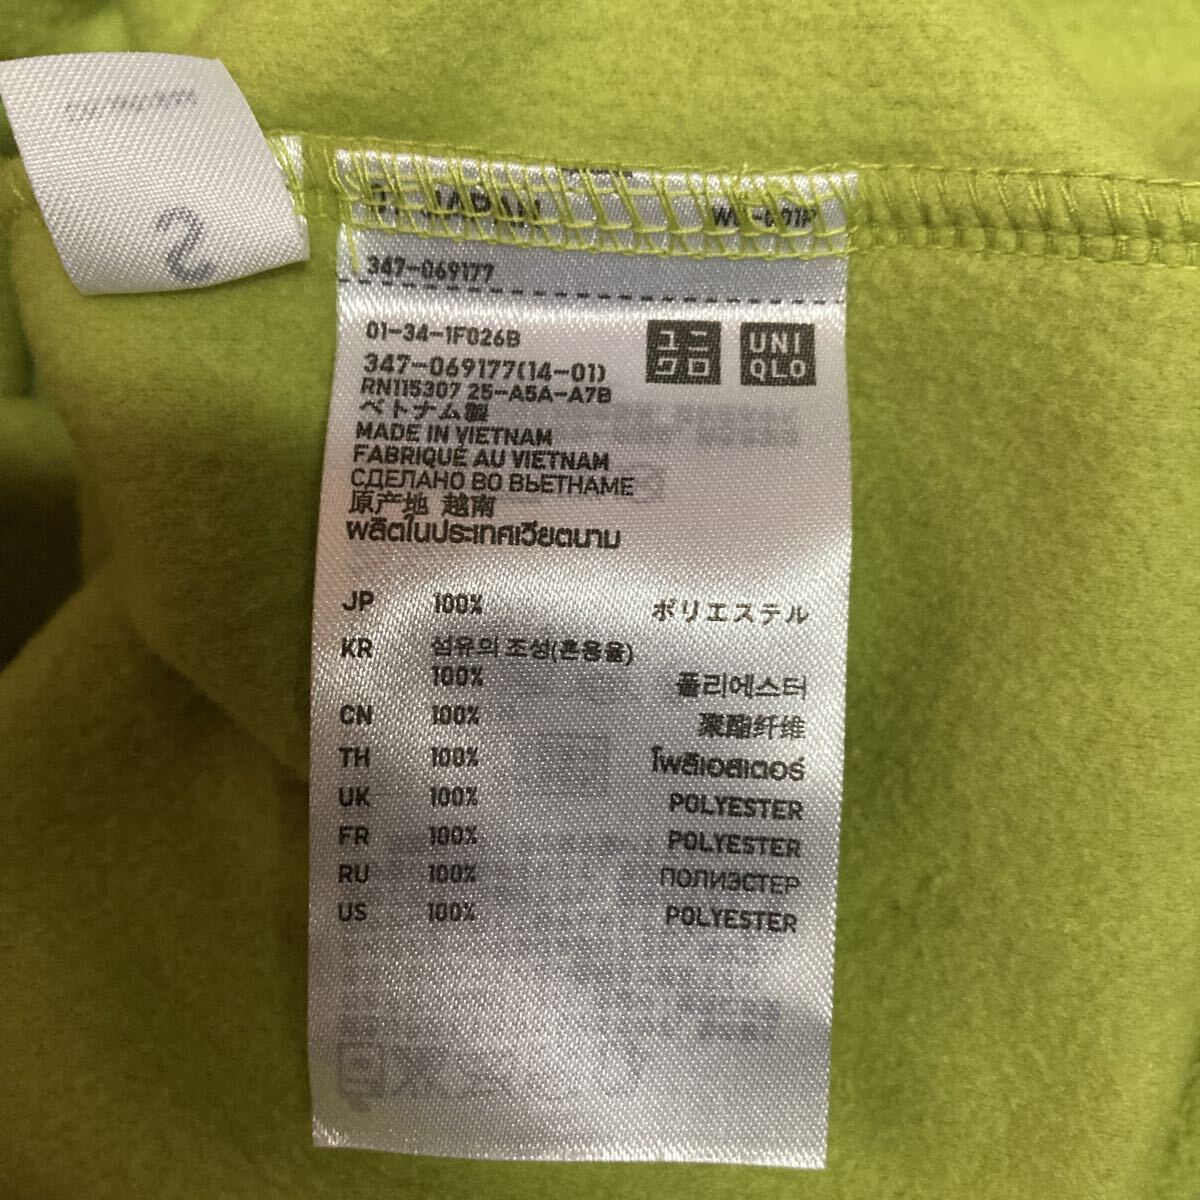 JAPAN
347-069177
01-34-1F026B
ユニクロ
UNIQLO
347-069177(14-01)
RN115307 25-A5A-A7B
ベトナム製
MADE IN VIETNAM
FABRIQUÉ AU VIETNAM
СДЕЛАНО ВО ВЬЕТНАМЕ
原产地 越南
ผลิตในประเทศเวียดนาม
JP 100% ポリエステル
KR 섬유의 조성(혼용율)
100% 폴리에스터
CN 100% 聚酯纤维
TH 100% โพลีเอสเตอร์
UK 100% POLYESTER
FR 100% POLYESTER
RU 100% ПОЛИЭСТЕР
US 100% POLYESTER